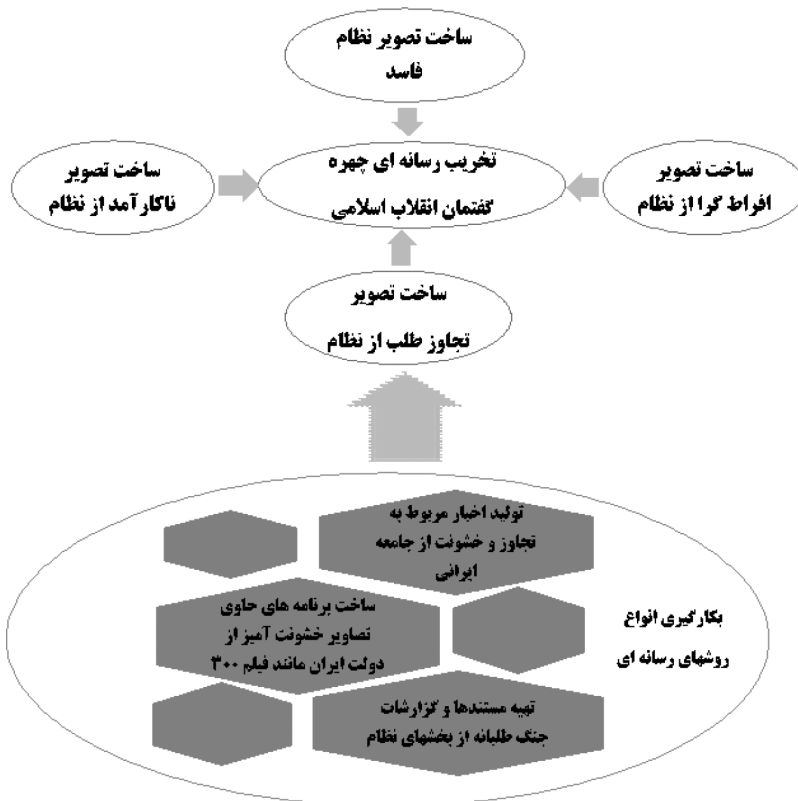 ساخت تصویر نظام
فاسد
تخریب رسانه ای چهره
گفتمان انقلاب اسلامی
ساخت تصویر
افراط گرا از نظام
ساخت تصویر
ناکارآمد از نظام
ساخت تصویر
تجاوز طلب از نظام
تولید اخبار مربوط به
تجاوز و خشونت از جامعه
ایرانی
بکارگیری انواع
روشهای رسانه ای
ساخت برنامه های حاوی
تصاویر خشونت آمیز از
دولت ایران مانند فیلم ۳۰۰
تهیه مستندها و گزارشات
جنگ طلبانه از بخشهای نظام